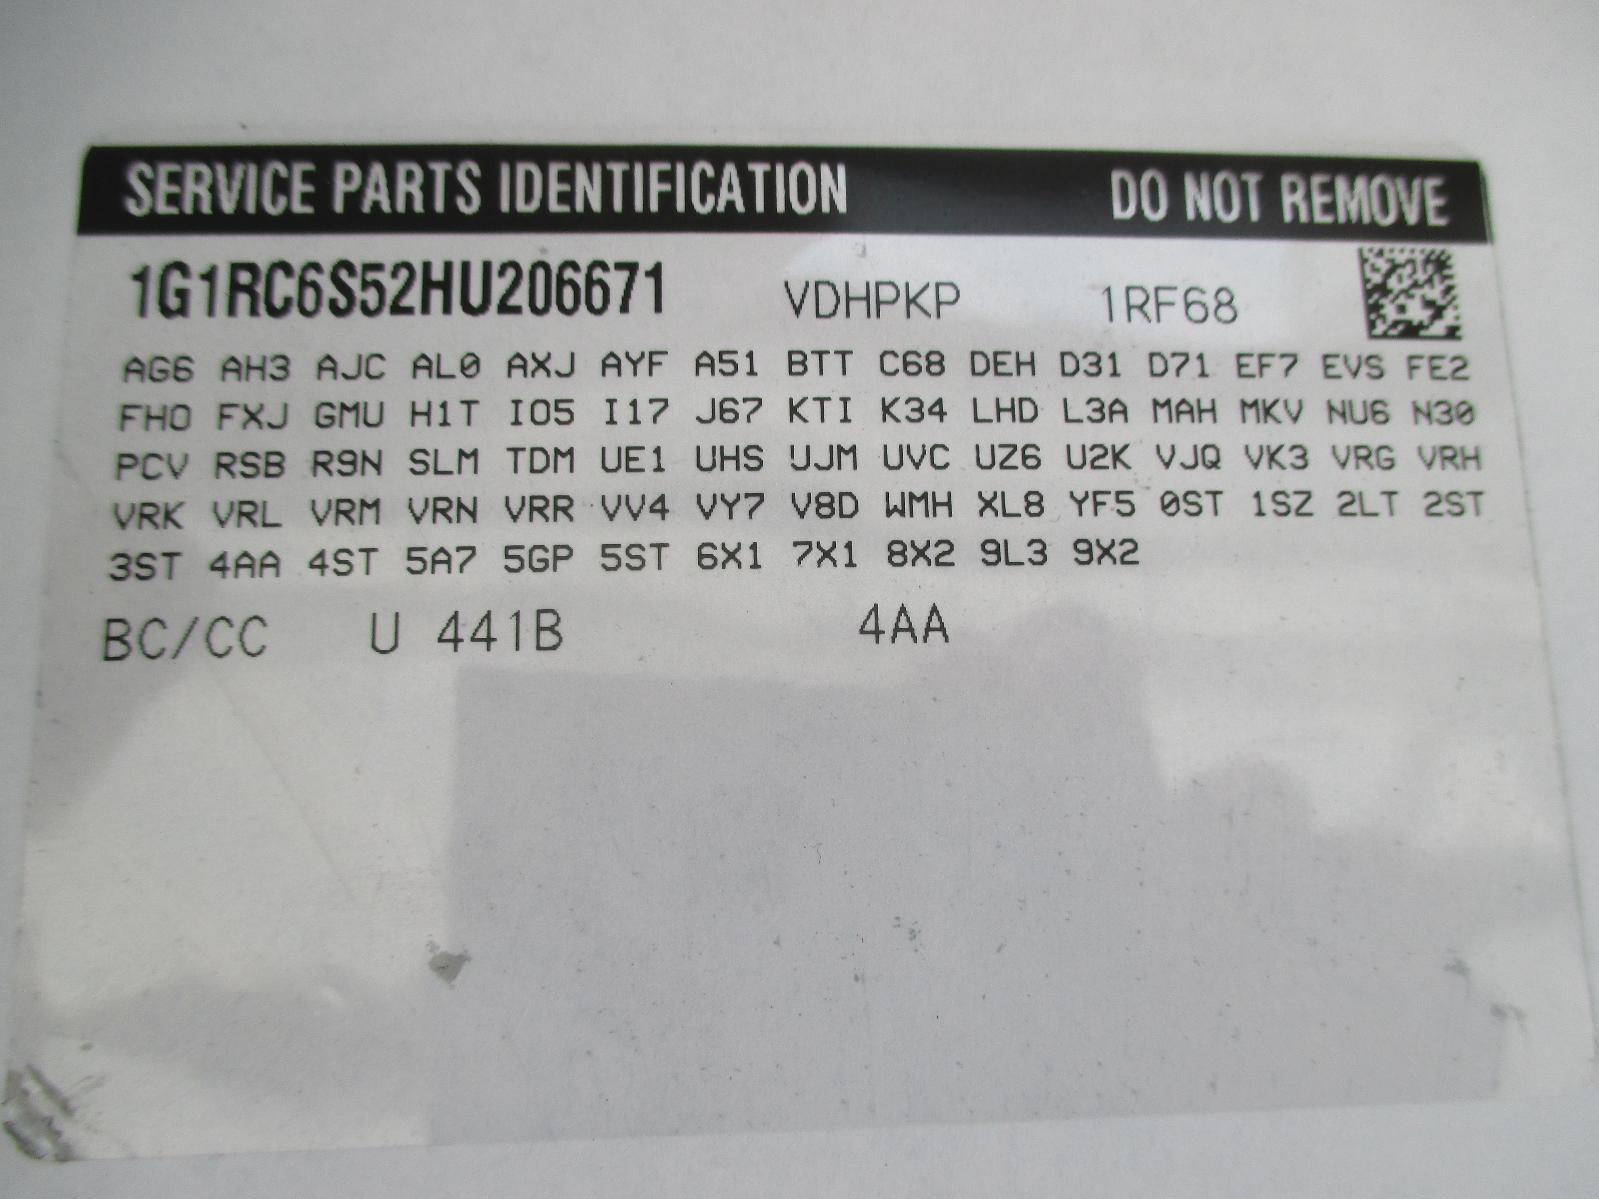 SERVICE PARTS IDENTIFICATION DO NOT REMOVE
1G1RC6S52HU206671 VDHPKP 1RF68
AG6 AH3 AJC AL0 AXJ AYF A51 BTT C68 DEH D31 D71 EF7 EVS FE2
FHO FXJ GMU H1T IO5 I17 J67 KTI K34 LHD L3A MAH MKV NU6 N30
PCV RSB R9N SLM TDM UE1 UHS UJM UVC UZ6 U2K VJQ VK3 VRG VRH
VRK VRL VRM VRN VRR VV4 VY7 V8D WMH XL8 YF5 0ST 1SZ 2LT 2ST
3ST 4AA 4ST 5A7 5GP 5ST 6X1 7X1 8X2 9L3 9X2
BC/CC U 441B 4AA